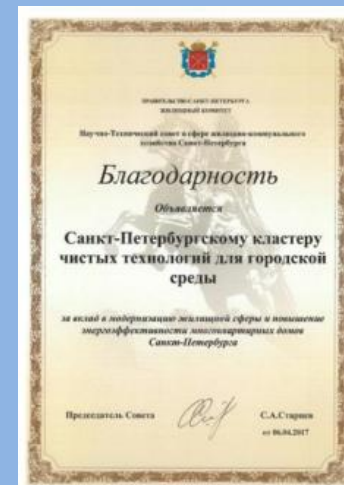 ПРАВИТЕЛЬСТВО САНКТ-ПЕТЕРБУРГА
ЖИЛИЩНЫЙ КОМИТЕТ
Научно-Технический совет в сфере жилищно-коммунального
хозяйства Санкт-Петербурга
Благодарность
Объявляется
Санкт-Петербургскому кластеру
чистых технологий для городской
среды
за вклад в модернизацию жилищной сферы и повышение
энергоэффективности многоквартирных домов
Санкт-Петербурга
Председатель Совета
С.А.Старцев
от 06.04.2017